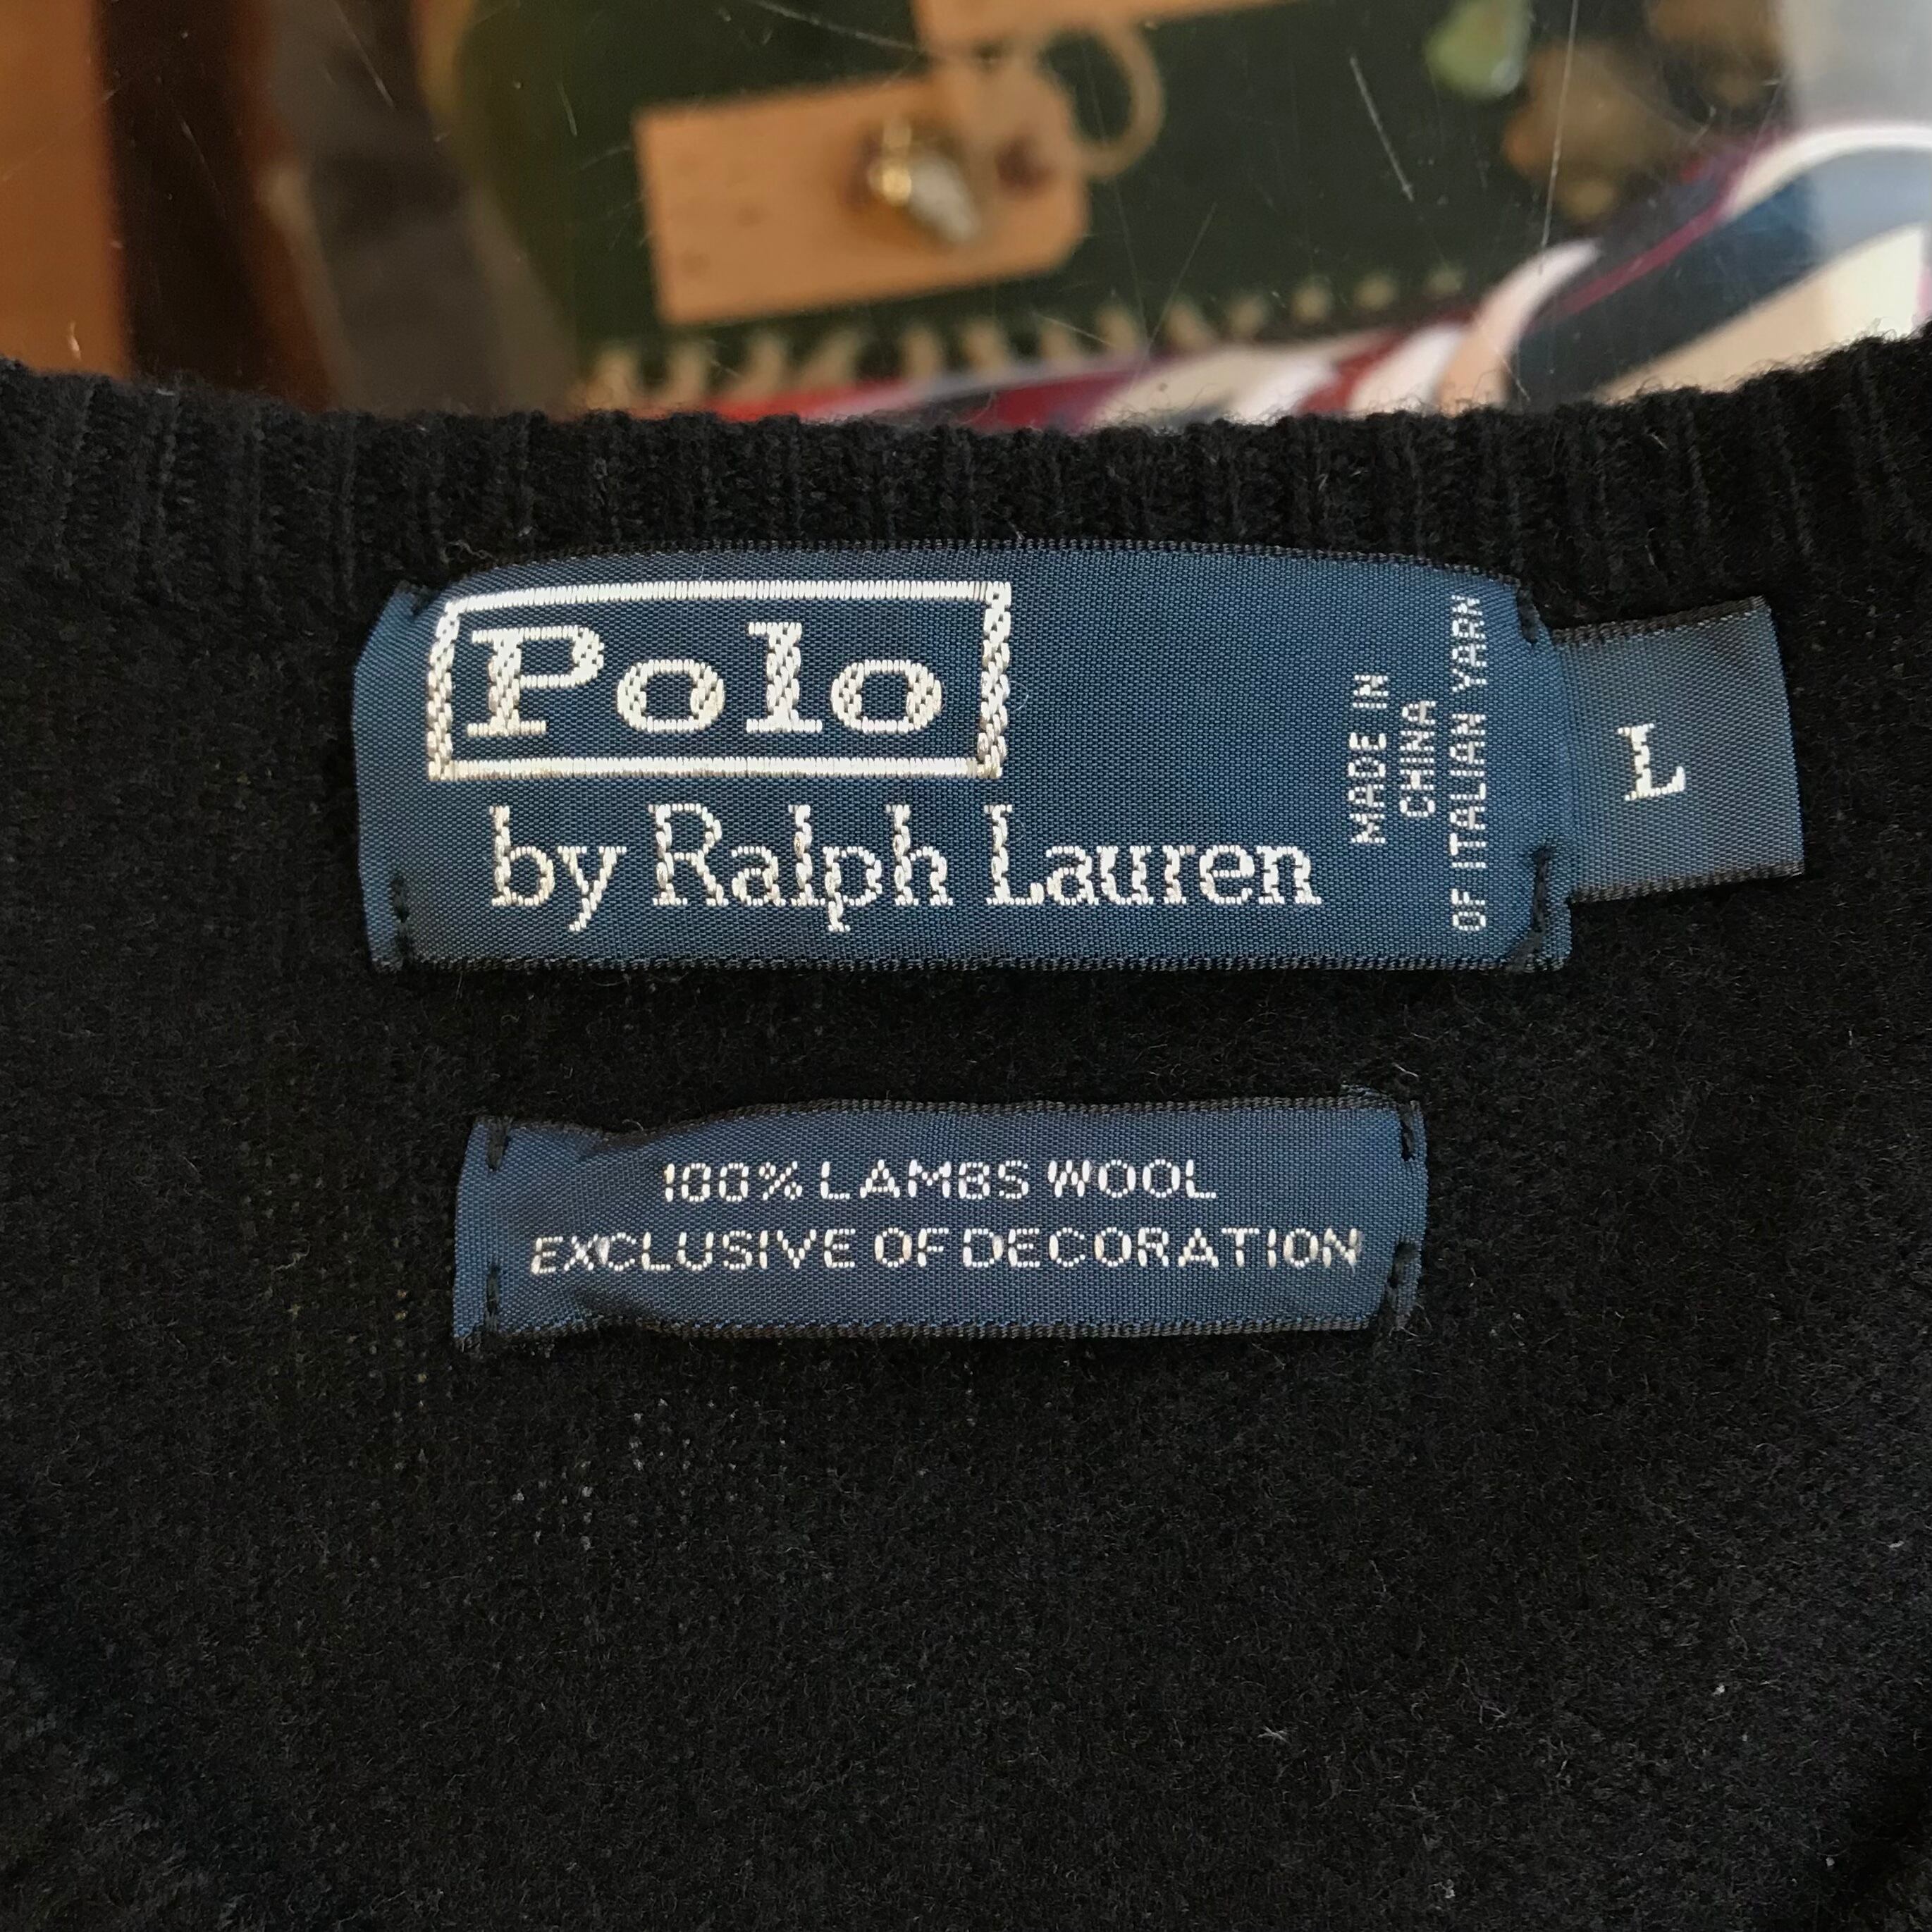 Polo
by Ralph Lauren
MADE IN
CHINA
OF ITALIAN YARN
L
100% LAMBS WOOL
EXCLUSIVE OF DECORATION